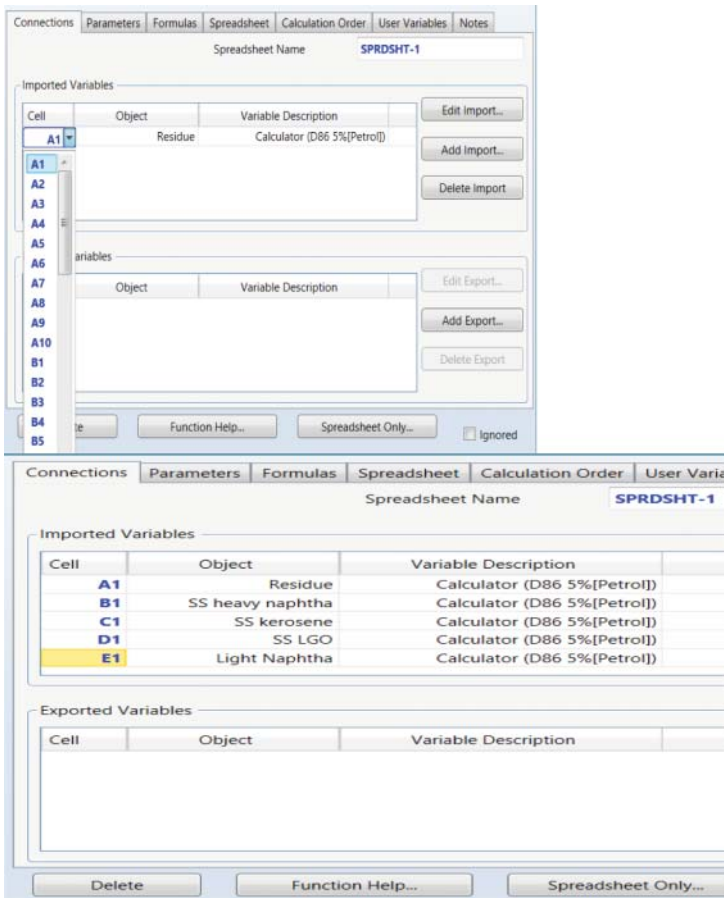 Connections Parameters Formulas Spreadsheet Calculation Order User Variables Notes
Spreadsheet Name SPRDSHT-1
Imported Variables
Cell Object Variable Description Edit Import...
A1 Residue Calculator (D86 5%[Petrol])
Add Import...
A1
A2 Delete Import
A3
A4
A5
A6 ariables
A7 Object Variable Description Edit Export...
A8
A9 Add Export...
A10
B1 Delete Export
B2
B3
B4 te Function Help... Spreadsheet Only... Ignored
B5
Connections Parameters Formulas Spreadsheet Calculation Order User Varia
Spreadsheet Name SPRDSHT-1
Imported Variables
Cell Object Variable Description
A1 Residue Calculator (D86 5%[Petrol])
B1 SS heavy naphtha Calculator (D86 5%[Petrol])
C1 SS kerosene Calculator (D86 5%[Petrol])
D1 SS LGO Calculator (D86 5%[Petrol])
E1 Light Naphtha Calculator (D86 5%[Petrol])
Exported Variables
Cell Object Variable Description
Delete Function Help... Spreadsheet Only...